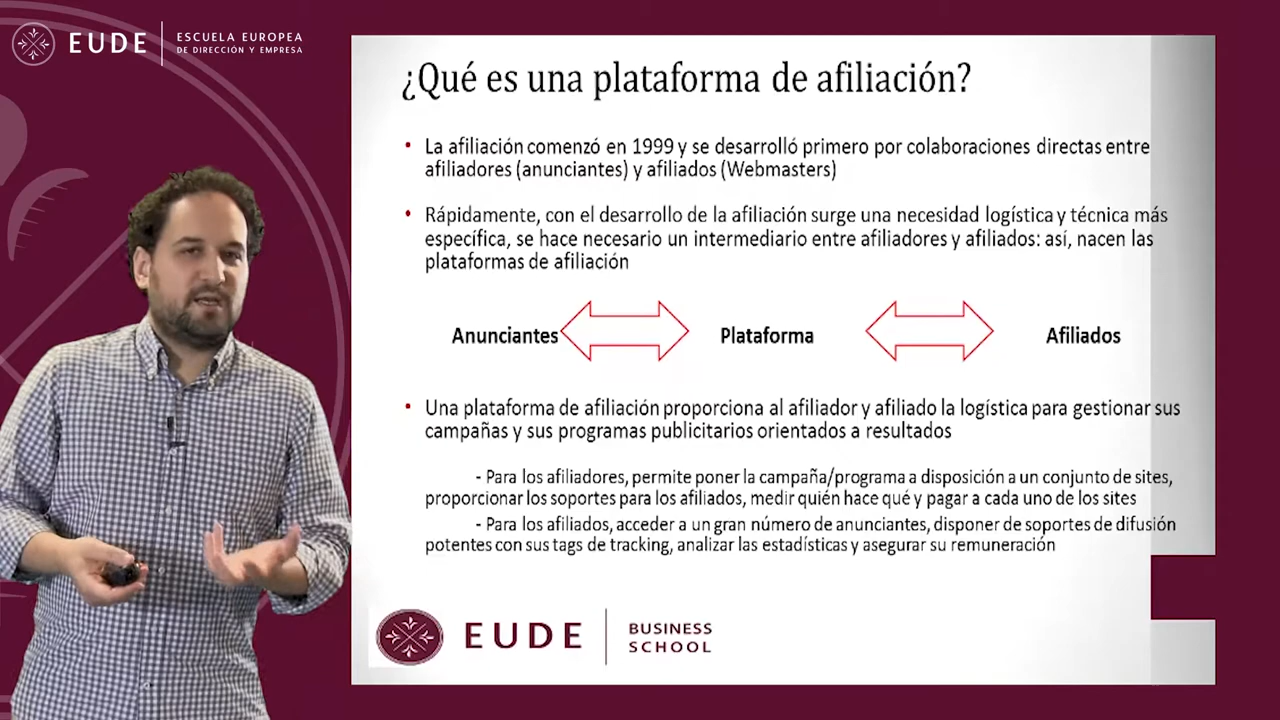 EUDE
ESCUELA EUROPEA
DE DIRECCIÓN Y EMPRESA
¿Qué es una plataforma de afiliación?
• La afiliación comenzó en 1999 y se desarrolló primero por colaboraciones directas entre
afiliadores (anunciantes) y afiliados (Webmasters)
• Rápidamente, con el desarrollo de la afiliación surge una necesidad logística y técnica más
específica, se hace necesario un intermediario entre afiliadores y afiliados: así, nacen las
plataformas de afiliación
Anunciantes Plataforma Afiliados
• Una plataforma de afiliación proporciona al afiliador y afiliado la logística para gestionar sus
campañas y sus programas publicitarios orientados a resultados
- Para los afiliadores, permite poner la campaña/programa a disposición a un conjunto de sites,
proporcionar los soportes para los afiliados, medir quién hace qué y pagar a cada uno de los sites
- Para los afiliados, acceder a un gran número de anunciantes, disponer de soportes de difusión
potentes con sus tags de tracking, analizar las estadísticas y asegurar su remuneración
EUDE
BUSINESS
SCHOOL